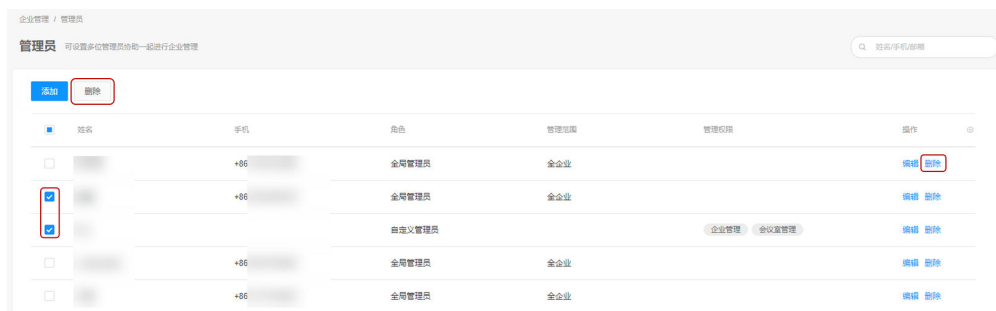 企业管理 / 管理员
管理员 可设置多位管理员协助一起进行企业管理 姓名/手机/邮箱
添加 删除
姓名 手机 角色 管理范围 管理权限 操作
+86 全局管理员 全企业 编辑 删除
+86 全局管理员 全企业 编辑 删除
自定义管理员 企业管理 会议室管理 编辑 删除
+86 全局管理员 全企业 编辑 删除
+86 全局管理员 全企业 编辑 删除